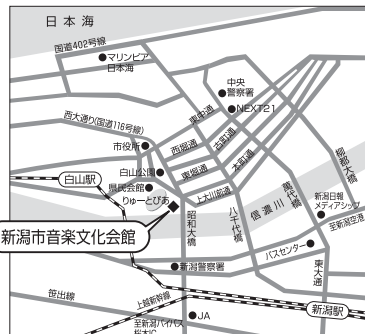 日本海
国道402号線
マリンピア
日本海
中央
警察署
NEXT21
西大通り(国道116号線)
東中通
市役所
西堀通
古町通
柳都大橋
白山公園
東堀通
本町通
白山駅
県民会館
りゅーとぴあ
上大川前通
萬代橋
新潟日報
メディアシップ
信濃川
昭和大橋
八千代橋
至新潟空港
新潟市音楽文化会館
バスセンター
東大通
新潟警察署
笹出線
上越新幹線
新潟駅
至新潟バイパス
桜木IC
JA